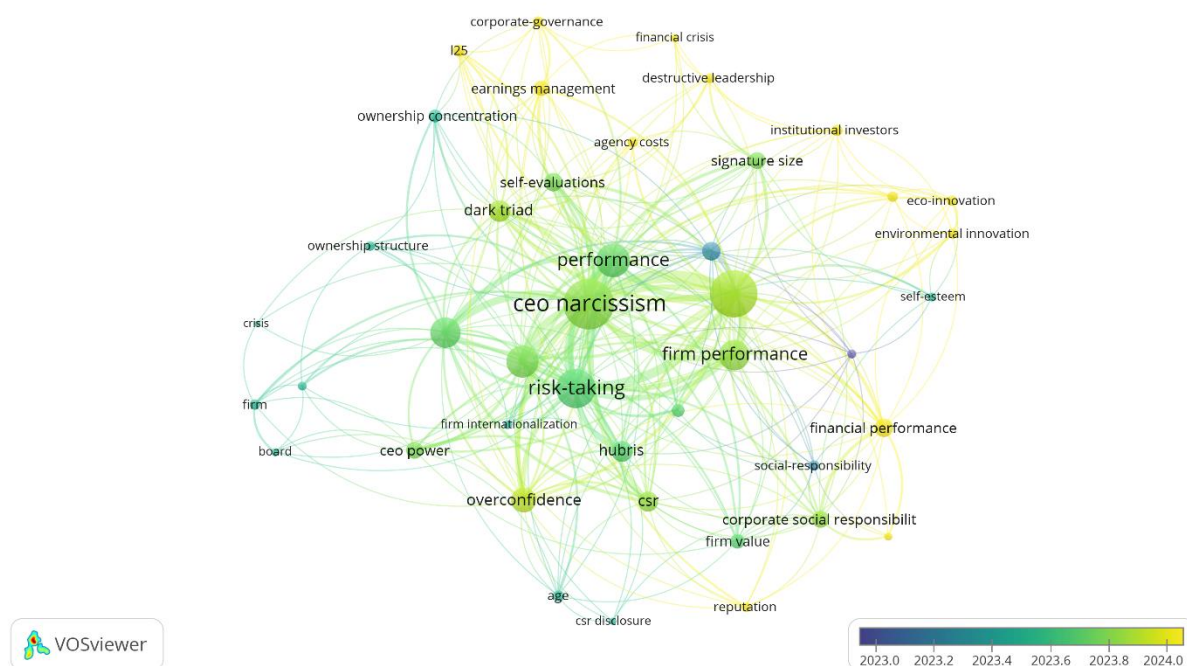 corporate-governance
financial crisis
l25
destructive leadership
earnings management
ownership concentration
institutional investors
agency costs
signature size
self-evaluations
eco-innovation
dark triad
environmental innovation
ownership structure
performance
self-esteem
ceo narcissism
crisis
firm performance
risk-taking
firm
firm internationalization
financial performance
board
ceo power
hubris
social-responsibility
overconfidence
csr
corporate social responsibilit
firm value
age
reputation
csr disclosure
VOSviewer
2023.0 2023.2 2023.4 2023.6 2023.8 2024.0